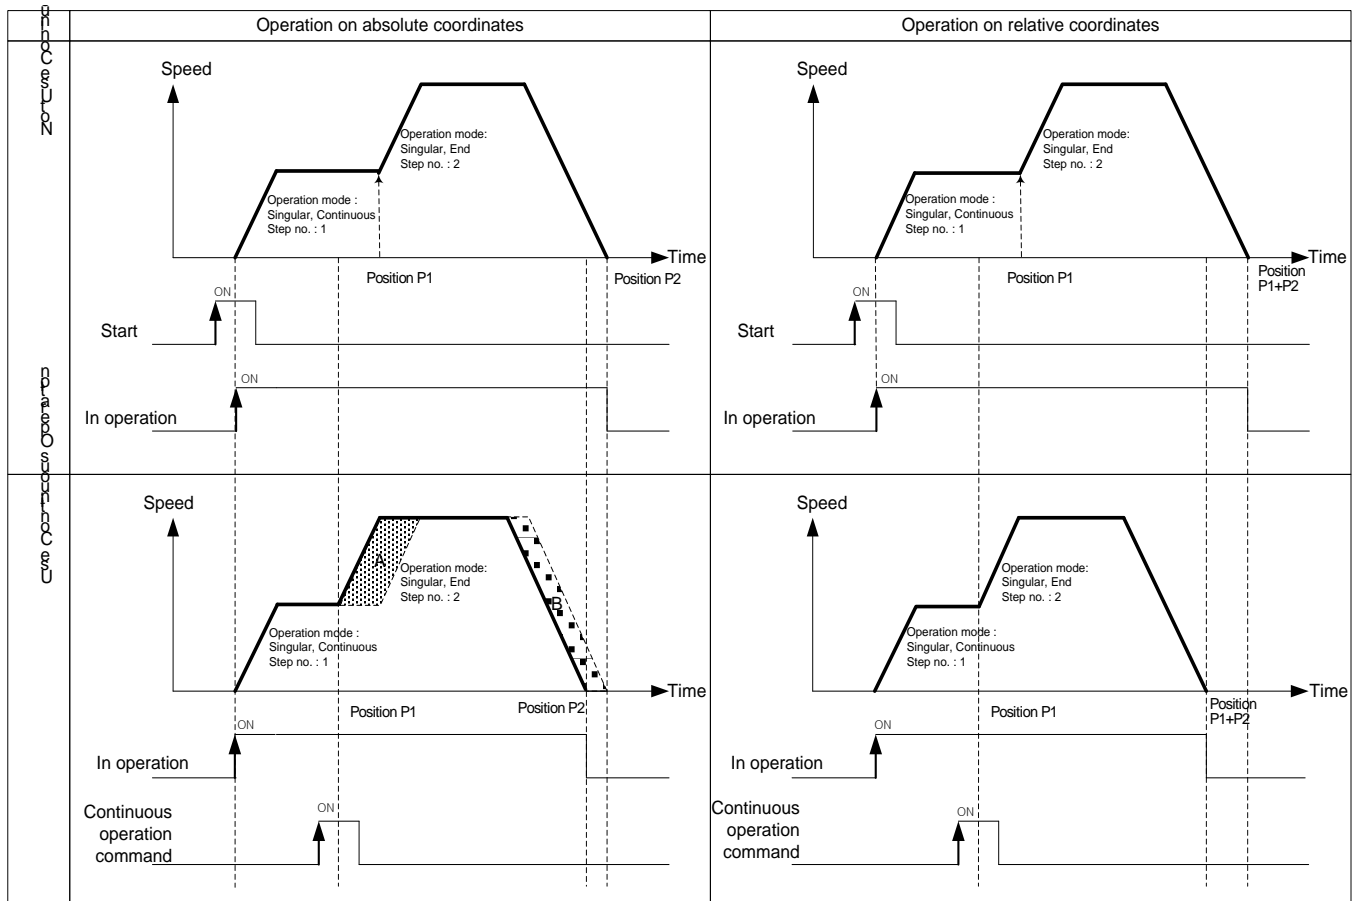 Operation on absolute coordinates
Operation on relative coordinates
Speed
Operation mode:
Singular, End
Step no. : 2
Operation mode :
Singular, Continuous
Step no. : 1
Time
Position P1
Position P2
ON
Start
ON
In operation
Speed
Operation mode:
Singular, End
Step no. : 2
Operation mode :
Singular, Continuous
Step no. : 1
Time
Position P1
Position
P1+P2
ON
Start
ON
In operation
Speed
A
Operation mode:
Singular, End
Step no. : 2
B
Operation mode :
Singular, Continuous
Step no. : 1
Time
Position P1
Position P2
ON
In operation
ON
Continuous
operation
command
Speed
Operation mode:
Singular, End
Step no. : 2
Operation mode :
Singular, Continuous
Step no. : 1
Time
Position P1
Position
P1+P2
ON
In operation
ON
Continuous
operation
command